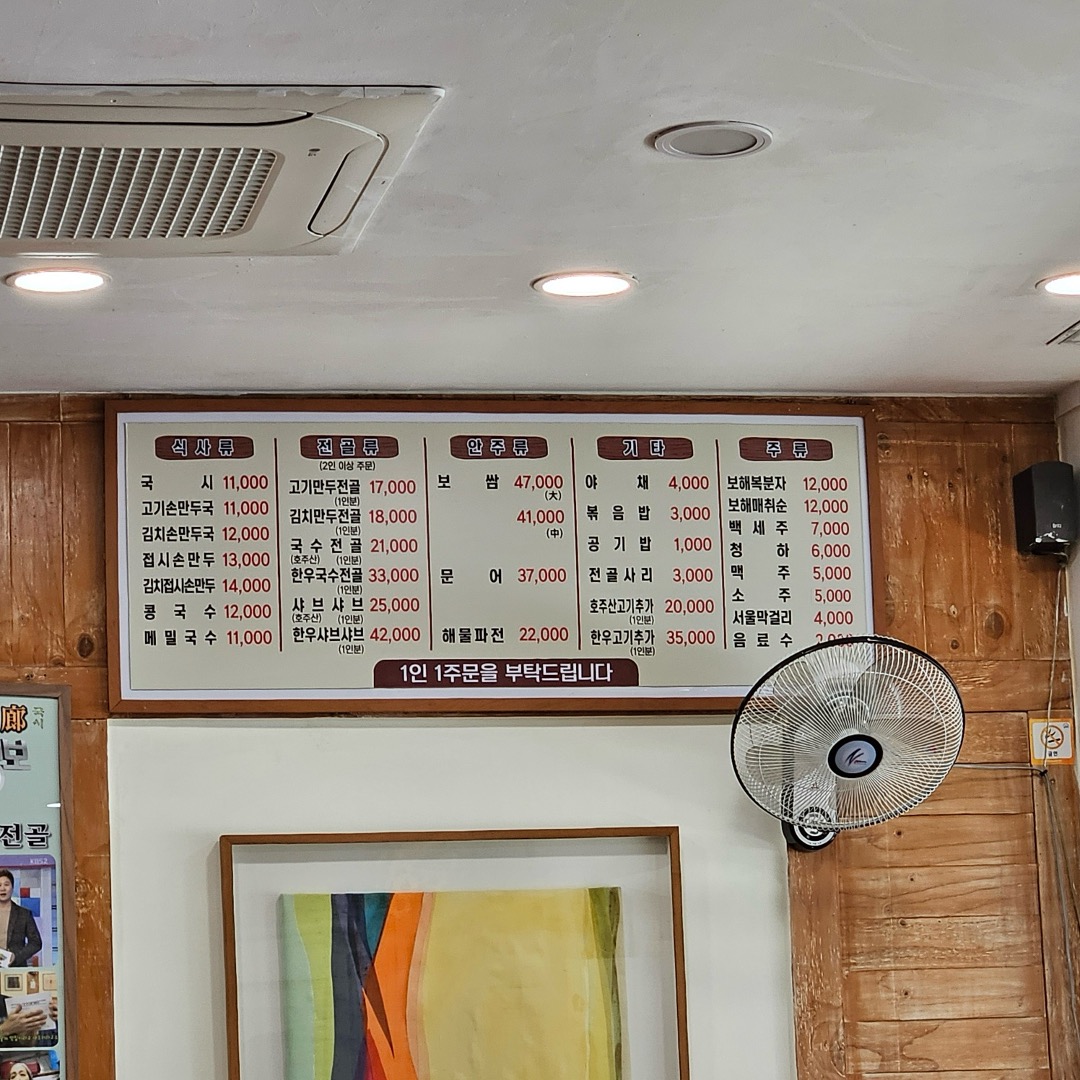 식사류
국 시 11,000
고기손만두국 11,000
김치손만두국 12,000
접시손만두 13,000
김치접시손만두 14,000
콩국수 12,000
메밀국수 11,000
전골류
(2인 이상 주문)
고기만두전골 17,000
(1인분)
김치만두전골 18,000
(1인분)
국수전골 21,000
(호주산) (1인분)
한우국수전골 33,000
(1인분)
샤브샤브 25,000
(호주산) (1인분)
한우샤브샤브 42,000
(1인분)
안주류
보 쌈 47,000
(大)
41,000
(中)
문 어 37,000
해물파전 22,000
기타
야 채 4,000
볶음밥 3,000
공기밥 1,000
전골사리 3,000
호주산고기추가 20,000
(1인분)
한우고기추가 35,000
(1인분)
주류
보해복분자 12,000
보해매취순 12,000
백세주 7,000
청 하 6,000
맥 주 5,000
소 주 5,000
서울막걸리 4,000
음료수
1인 1주문을 부탁드립니다
廊 국시
전골
KBS2
금연